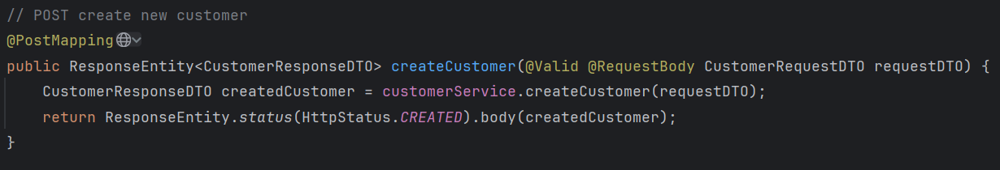 // POST create new customer
@PostMapping
public ResponseEntity<CustomerResponseDTO> createCustomer(@Valid @RequestBody CustomerRequestDTO requestDTO) {
    CustomerResponseDTO createdCustomer = customerService.createCustomer(requestDTO);
    return ResponseEntity.status(HttpStatus.CREATED).body(createdCustomer);
}